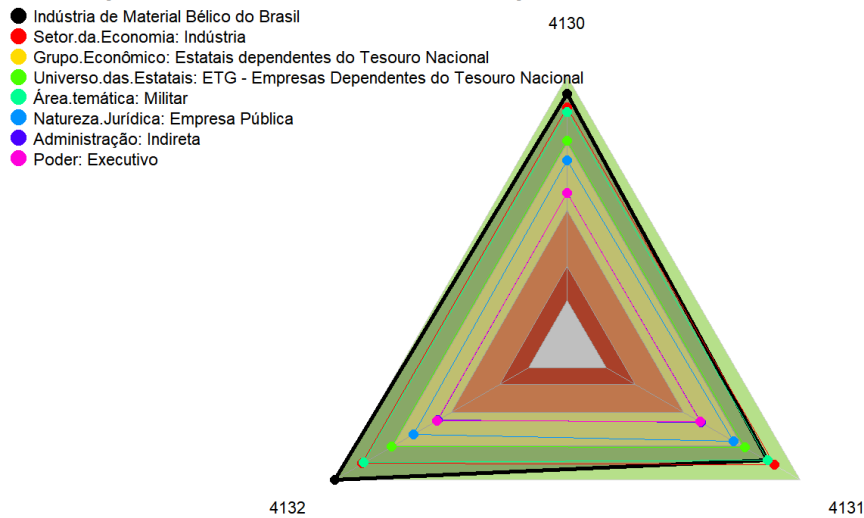 Indústria de Material Bélico do Brasil
4130
Setor.da.Economia: Indústria
Grupo.Econômico: Estatais dependentes do Tesouro Nacional
Universo.das.Estatais: ETG - Empresas Dependentes do Tesouro Nacional
Área.temática: Militar
Natureza.Jurídica: Empresa Pública
Administração: Indireta
Poder: Executivo
4132
4131